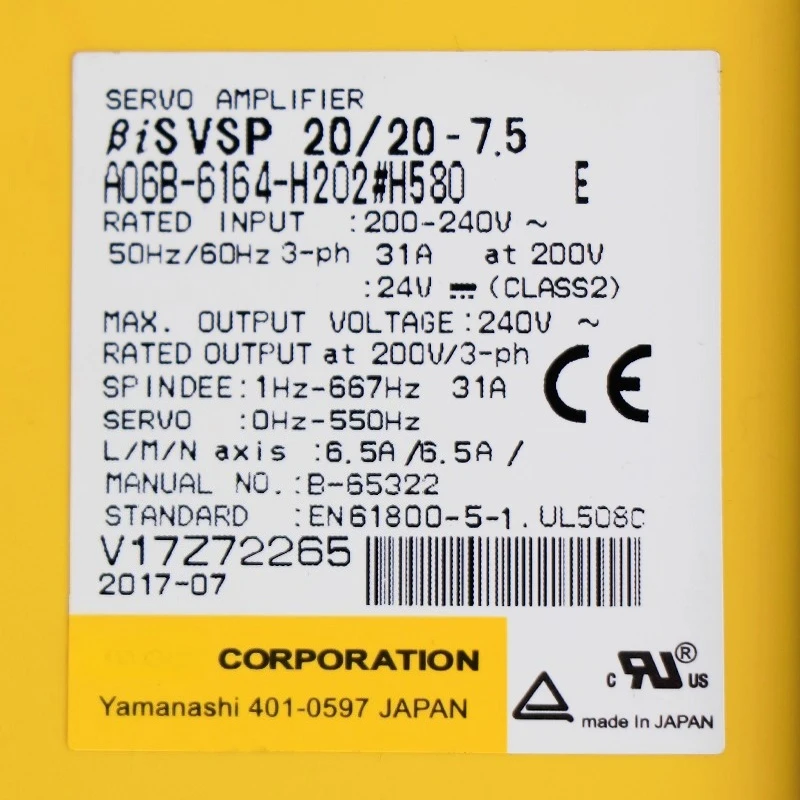 SERVO AMPLIFIER
βiSVSP 20/20-7.5
A06B-6164-H202#H580 E
RATED INPUT :200-240V ~
50Hz/60Hz 3-ph 31A at 200V
:24V ⎓ (CLASS2)
MAX. OUTPUT VOLTAGE:240V ~
RATED OUTPUT at 200V/3-ph
SPINDEE:1Hz-667Hz 31A
SERVO :0Hz-550Hz
L/M/N axis :6.5A/6.5A/
MANUAL NO.:B-65322
STANDARD :EN61800-5-1.UL508C
CE
V17Z72265
2017-07
CORPORATION
Yamanashi 401-0597 JAPAN
c RU ® US
made In JAPAN